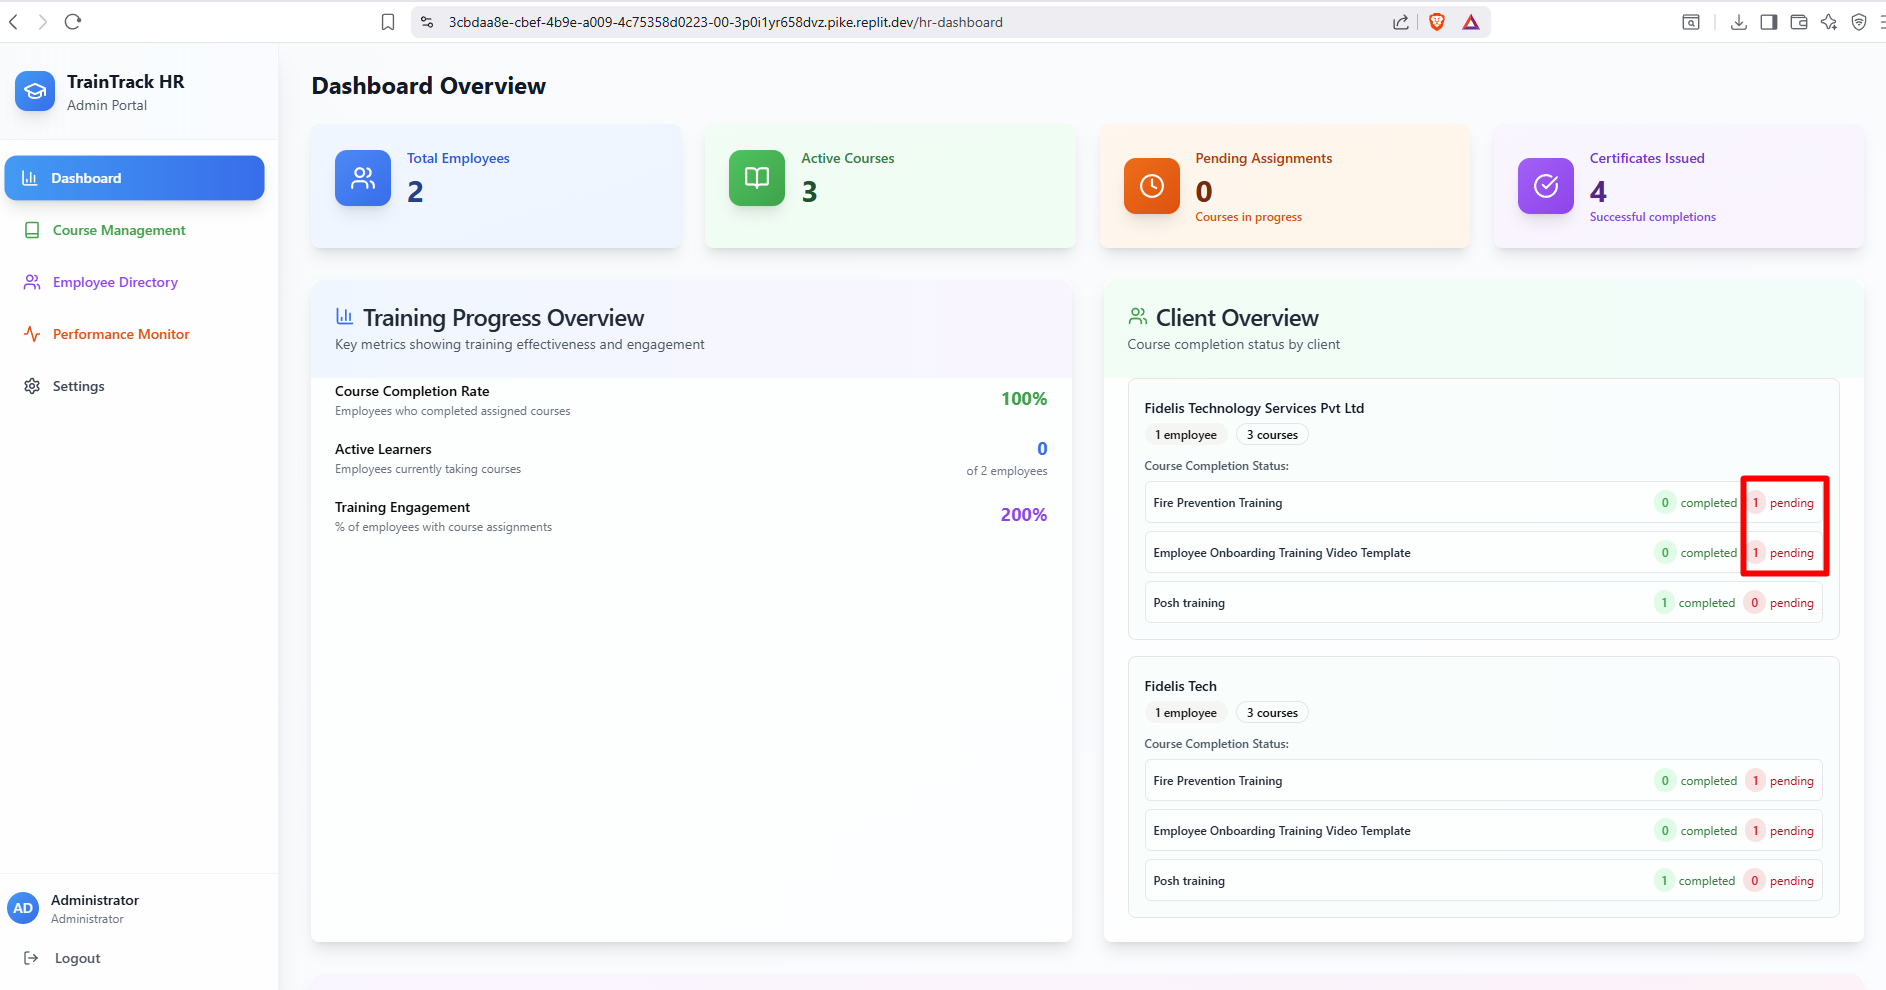 3cbdaa8e-cbef-4b9e-a009-4c75358d0223-00-3p0i1yr658dvz.pike.replit.dev/hr-dashboard
TrainTrack HR
Admin Portal
Dashboard
Course Management
Employee Directory
Performance Monitor
Settings
AD
Administrator
Administrator
Logout
Dashboard Overview
Total Employees
2
Active Courses
3
Pending Assignments
0
Courses in progress
Certificates Issued
4
Successful completions
Training Progress Overview
Key metrics showing training effectiveness and engagement
Course Completion Rate
Employees who completed assigned courses
100%
Active Learners
Employees currently taking courses
0
of 2 employees
Training Engagement
% of employees with course assignments
200%
Client Overview
Course completion status by client
Fidelis Technology Services Pvt Ltd
1 employee 3 courses
Course Completion Status:
Fire Prevention Training 0 completed 1 pending
Employee Onboarding Training Video Template 0 completed 1 pending
Posh training 1 completed 0 pending
Fidelis Tech
1 employee 3 courses
Course Completion Status:
Fire Prevention Training 0 completed 1 pending
Employee Onboarding Training Video Template 0 completed 1 pending
Posh training 1 completed 0 pending